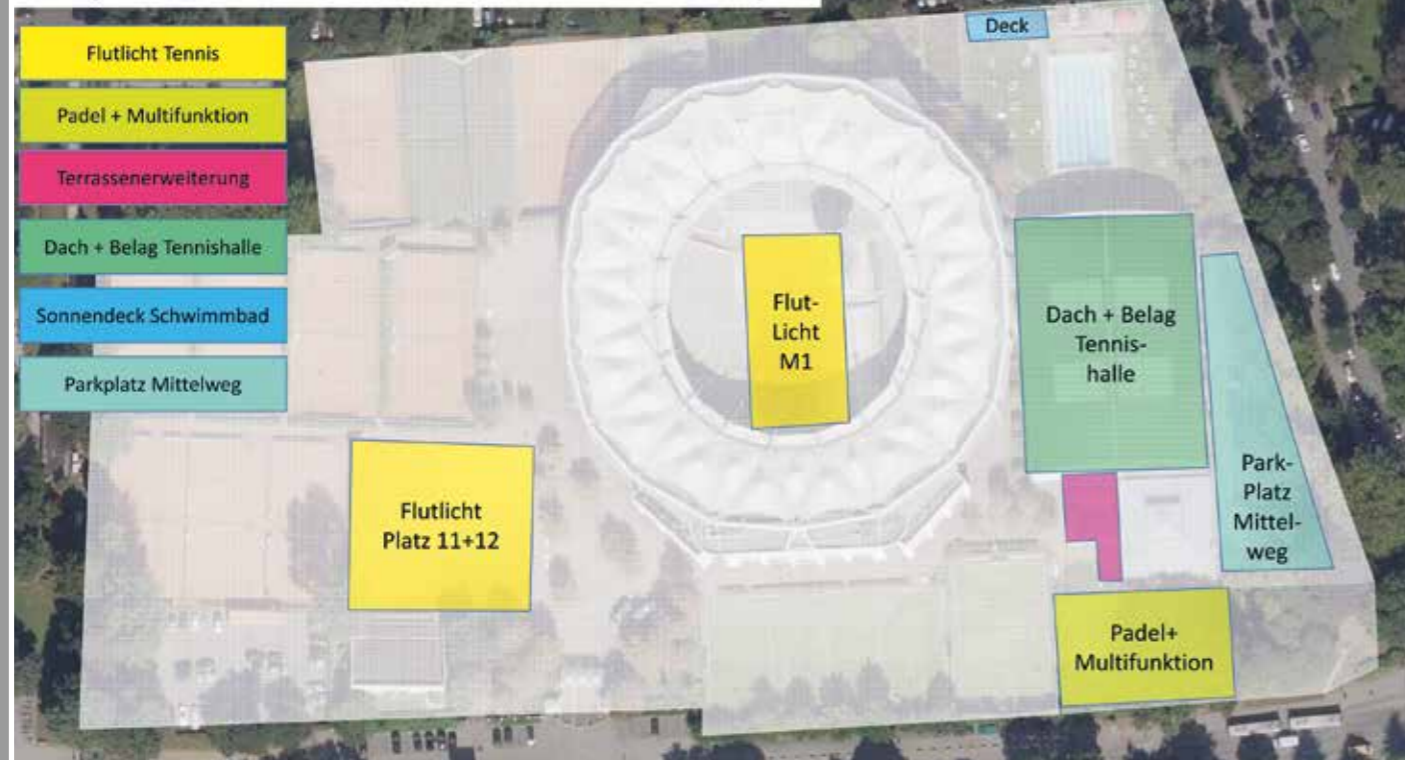 Flutlicht Tennis
Padel + Multifunktion
Terrassenerweiterung
Dach + Belag Tennishalle
Sonnendeck Schwimmbad
Parkplatz Mittelweg
Deck
Flut-
Licht
M1
Dach + Belag
Tennis-
halle
Flutlicht
Platz 11+12
Park-
Platz
Mittel-
weg
Padel+
Multifunktion